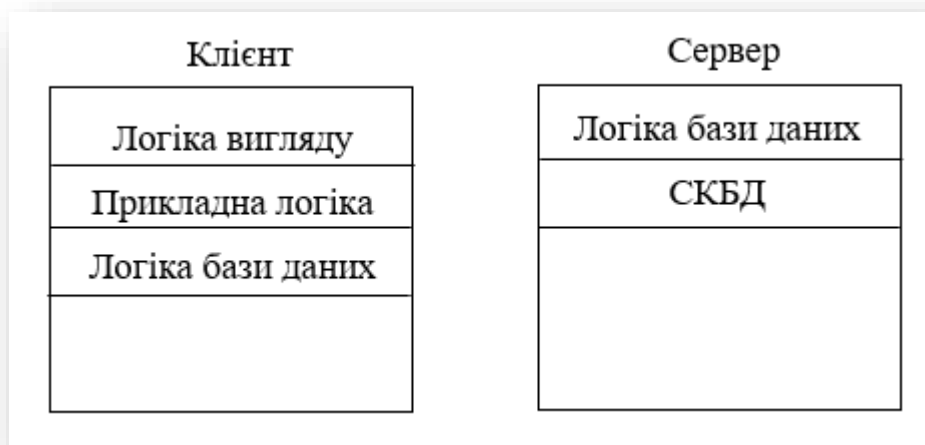 Клієнт
Логіка вигляду
Прикладна логіка
Логіка бази даних
Сервер
Логіка бази даних
СКБД